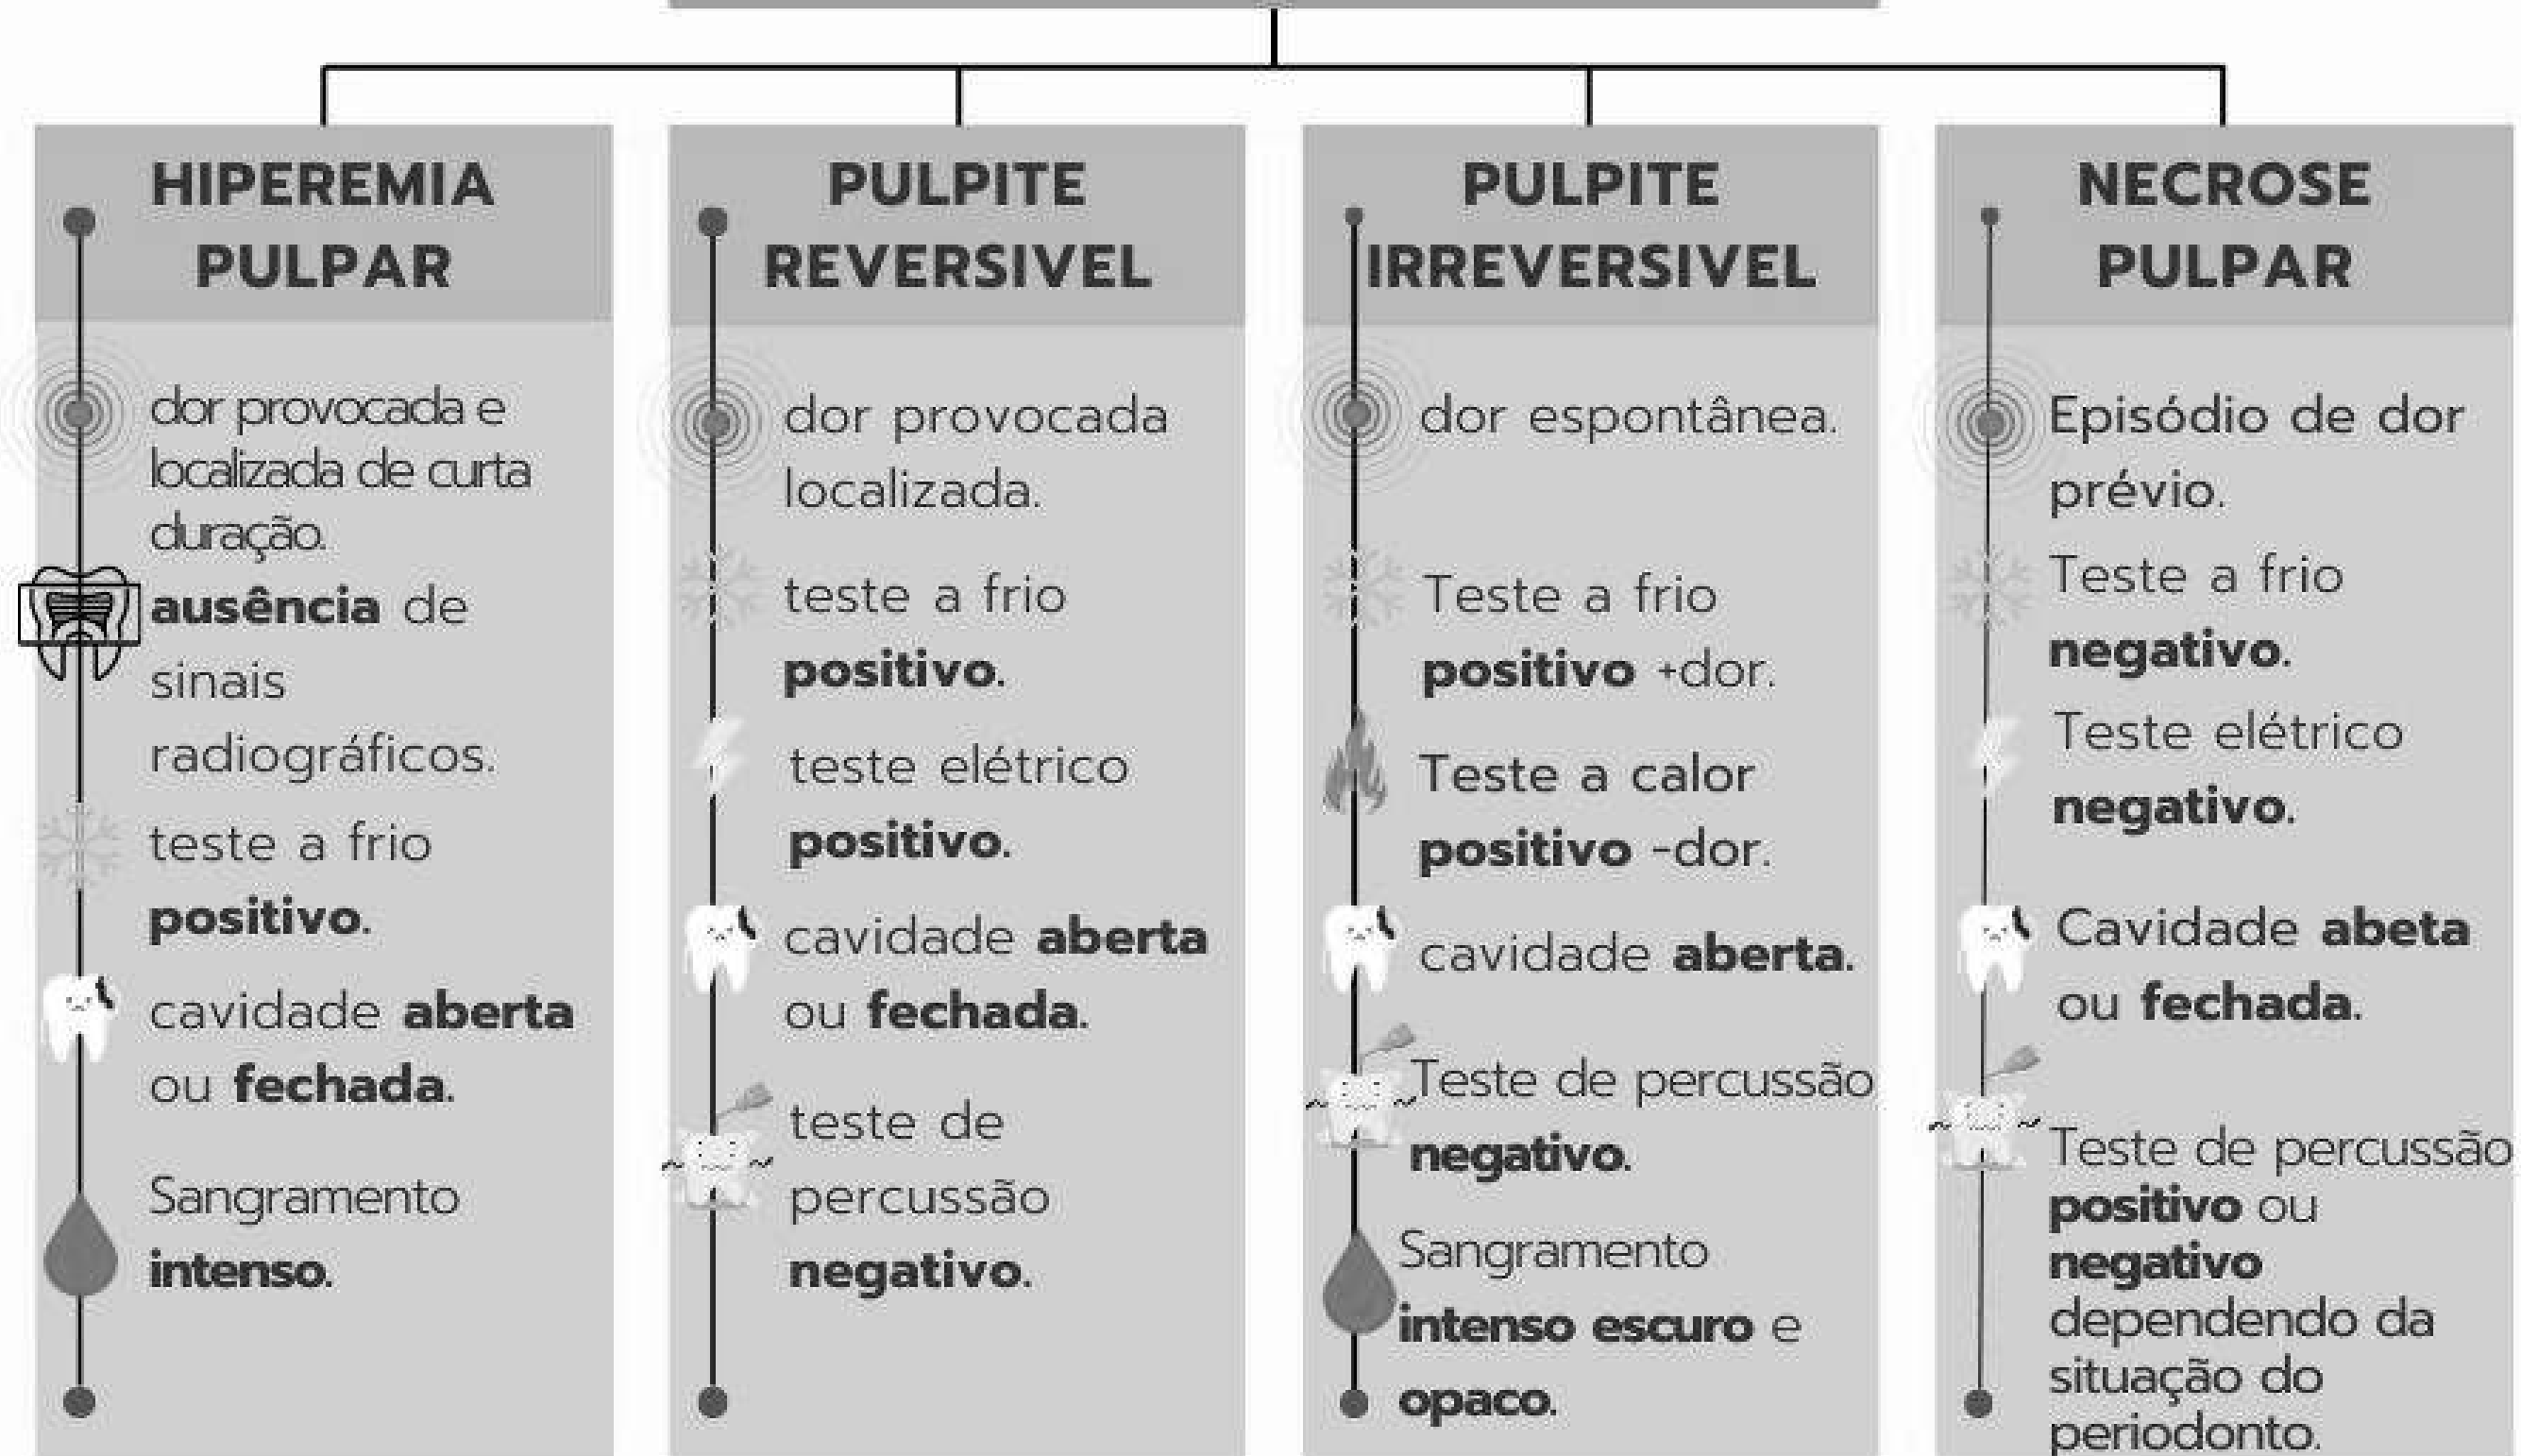 HIPEREMIA
PULPAR
dor provocada e
localizada de curta
duração.
ausência de
sinais
radiográficos.
teste a frio
positivo.
cavidade aberta
ou fechada.
Sangramento
intenso.
PULPITE
REVERSIVEL
dor provocada
localizada.
teste a frio
positivo.
teste elétrico
positivo.
cavidade aberta
ou fechada.
teste de
percussão
negativo.
PULPITE
IRREVERSIVEL
dor espontânea.
Teste a frio
positivo +dor.
Teste a calor
positivo -dor.
cavidade aberta.
Teste de percussão
negativo.
Sangramento
intenso escuro e
opaco.
NECROSE
PULPAR
Episódio de dor
prévio.
Teste a frio
negativo.
Teste elétrico
negativo.
Cavidade abeta
ou fechada.
Teste de percussão
positivo ou
negativo
dependendo da
situação do
periodonto.